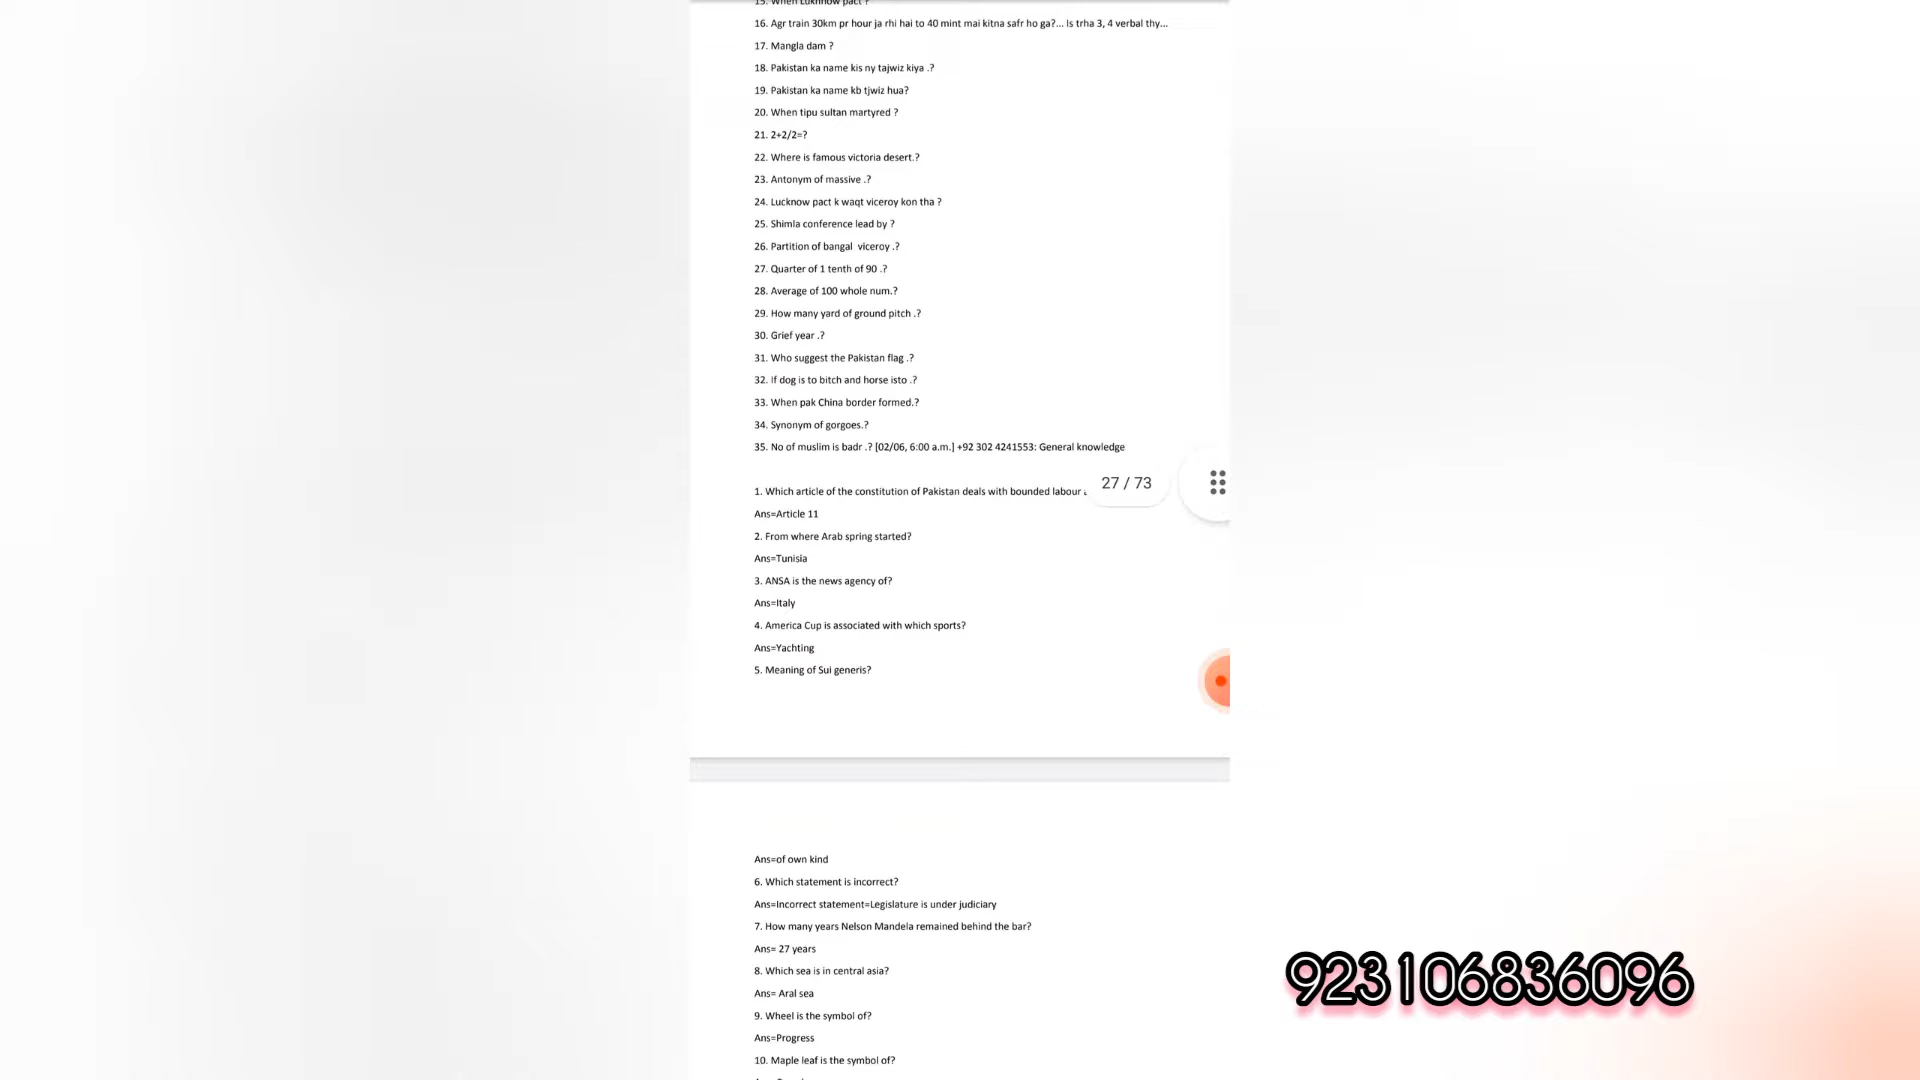 15. When Lukhnow pact ?
16. Agr train 30km pr hour ja rhi hai to 40 mint mai kitna safr ho ga?... Is trha 3, 4 verbal thy...
17. Mangla dam ?
18. Pakistan ka name kis ny tajwiz kiya .?
19. Pakistan ka name kb tjwiz hua?
20. When tipu sultan martyred ?
21. 2+2/2=?
22. Where is famous victoria desert.?
23. Antonym of massive .?
24. Lucknow pact k waqt viceroy kon tha ?
25. Shimla conference lead by ?
26. Partition of bangal viceroy .?
27. Quarter of 1 tenth of 90 .?
28. Average of 100 whole num.?
29. How many yard of ground pitch .?
30. Grief year .?
31. Who suggest the Pakistan flag .?
32. If dog is to bitch and horse isto .?
33. When pak China border formed.?
34. Synonym of gorgoes.?
35. No of muslim is badr .? [02/06, 6:00 a.m.] +92 302 4241553: General knowledge
27 / 73
1. Which article of the constitution of Pakistan deals with bounded labour
Ans=Article 11
2. From where Arab spring started?
Ans=Tunisia
3. ANSA is the news agency of?
Ans=Italy
4. America Cup is associated with which sports?
Ans=Yachting
5. Meaning of Sui generis?
Ans=of own kind
6. Which statement is incorrect?
Ans=Incorrect statement=Legislature is under judiciary
7. How many years Nelson Mandela remained behind the bar?
Ans= 27 years
8. Which sea is in central asia?
Ans= Aral sea
9. Wheel is the symbol of?
Ans=Progress
10. Maple leaf is the symbol of?
923106836096